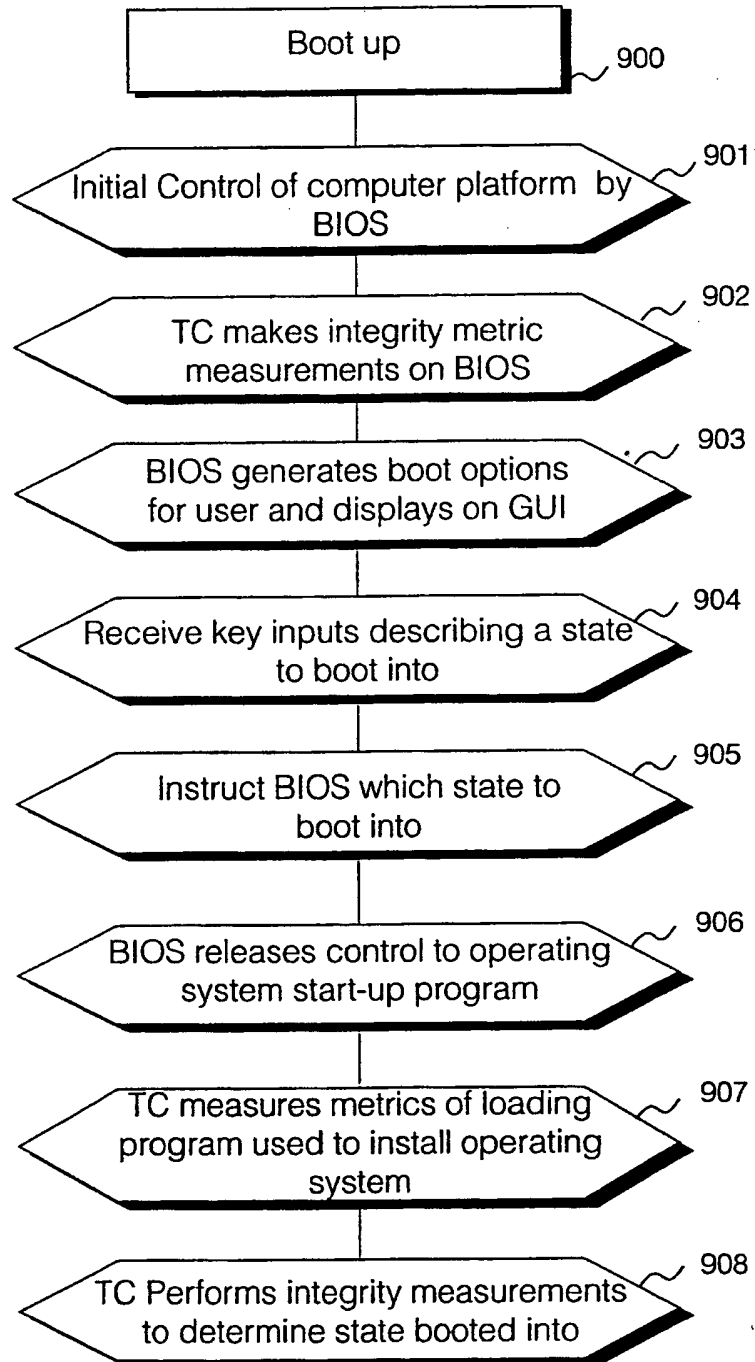 Boot up
900
Initial Control of computer platform by
BIOS
901
TC makes integrity metric
measurements on BIOS
902
BIOS generates boot options
for user and displays on GUI
903
Receive key inputs describing a state
to boot into
904
Instruct BIOS which state to
boot into
905
BIOS releases control to operating
system start-up program
906
TC measures metrics of loading
program used to install operating
system
907
TC Performs integrity measurements
to determine state booted into
908